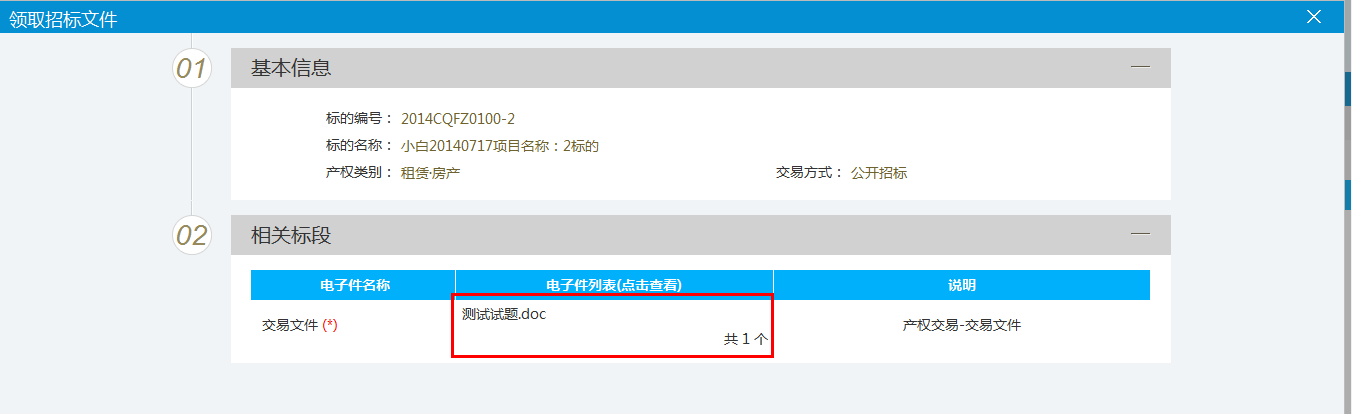 领取招标文件
01
基本信息
标的编号： 2014CQFZ0100-2
标的名称： 小白20140717项目名称：2标的
产权类别： 租赁·房产 交易方式： 公开招标
02
相关标段
电子件名称 电子件列表(点击查看) 说明
测试试题.doc
交易文件 (*) 产权交易-交易文件
共 1 个